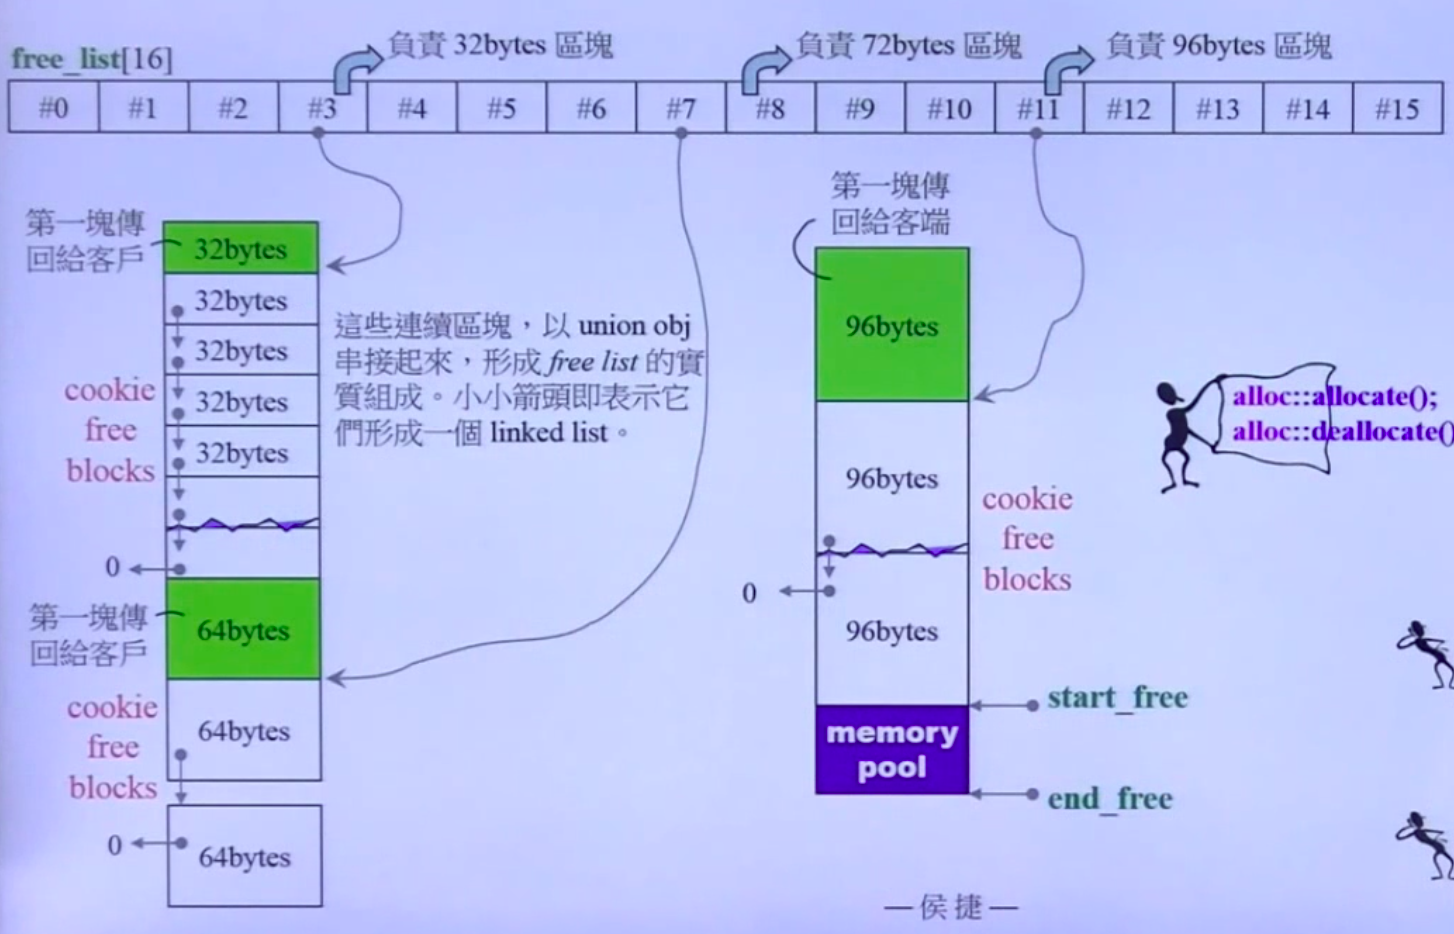 free_list[16]
負責 32bytes 區塊
負責 72bytes 區塊
負責 96bytes 區塊
#0 #1 #2 #3 #4 #5 #6 #7 #8 #9 #10 #11 #12 #13 #14 #15
第一塊傳
回給客戶
32bytes
32bytes
32bytes
32bytes
32bytes
cookie
free
blocks
0
這些連續區塊，以 union obj
串接起來，形成 free list 的實
質組成。小小箭頭即表示它
們形成一個 linked list。
第一塊傳
回給客戶
64bytes
cookie
free
blocks
64bytes
0
64bytes
第一塊傳
回給客端
96bytes
96bytes
cookie
free
blocks
0
96bytes
memory
pool
start_free
end_free
alloc::allocate();
alloc::deallocate()
—侯捷—